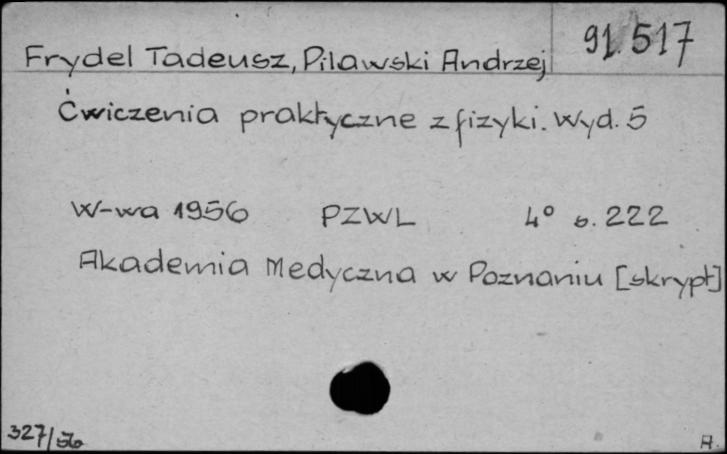 91.517
Frydel Tadeusz, Pilawski Andrzej
Ćwiczenia praktyczne z fizyki. Wyd. 5
W-wa 1956 PZWL 4° s. 222
Akademia Medyczna w Poznaniu [skrypt]
327/56 A.